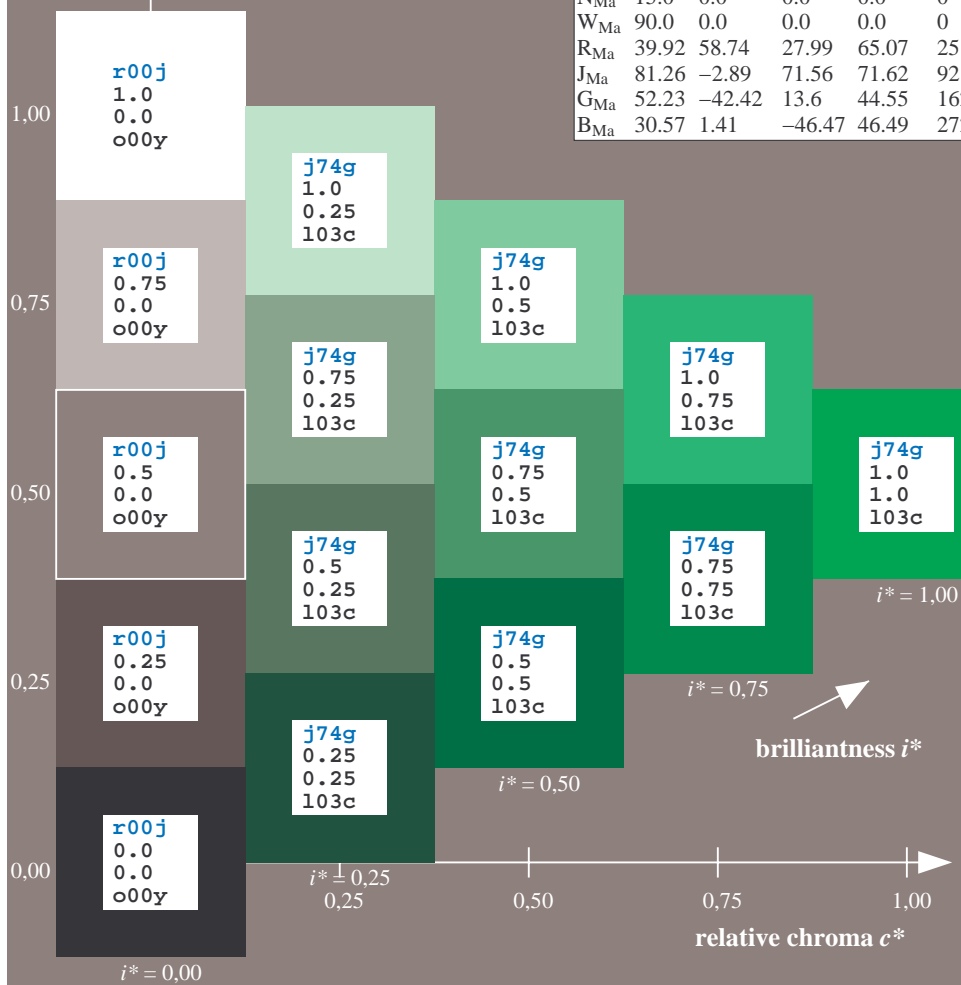 W_Ma 90.0 0.0 0.0 0.0 0
R_Ma 39.92 58.74 27.99 65.07 25
J_Ma 81.26 −2.89 71.56 71.62 92
G_Ma 52.23 −42.42 13.6 44.55
B_Ma 30.57 1.41 −46.47 46.49
1,00
0,75
0,50
0,25
0,00
r00j
1.0
0.0
o00y
r00j
0.75
0.0
o00y
r00j
0.5
0.0
o00y
r00j
0.25
0.0
o00y
r00j
0.0
0.0
o00y
i* = 0,00
j74g
1.0
0.25
l03c
j74g
0.75
0.25
l03c
j74g
0.5
0.25
l03c
j74g
0.25
0.25
l03c
i* = 0,25
j74g
1.0
0.5
l03c
j74g
0.75
0.5
l03c
j74g
0.5
0.5
l03c
i* = 0,50
j74g
1.0
0.75
l03c
j74g
0.75
0.75
l03c
i* = 0,75
j74g
1.0
1.0
l03c
i* = 1,00
brilliantness i*
0,25 0,50 0,75 1,00
relative chroma c*